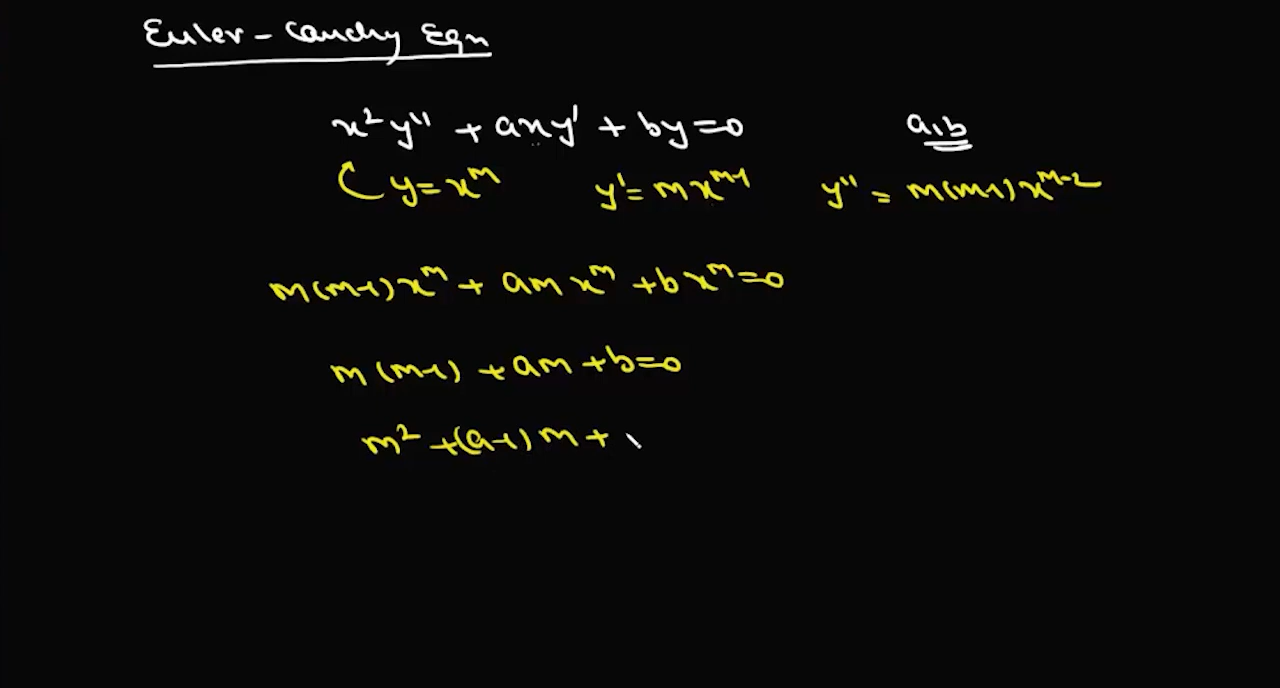 Euler-Cauchy Eqn
x²y'' + axy' + by=0 a,b
y=x^m y'=mx^{m-1} y''=m(m-1)x^{m-2}
m(m-1)x^m + amx^m + bx^m=0
m(m-1) + am + b=0
m² + (a-1)m +